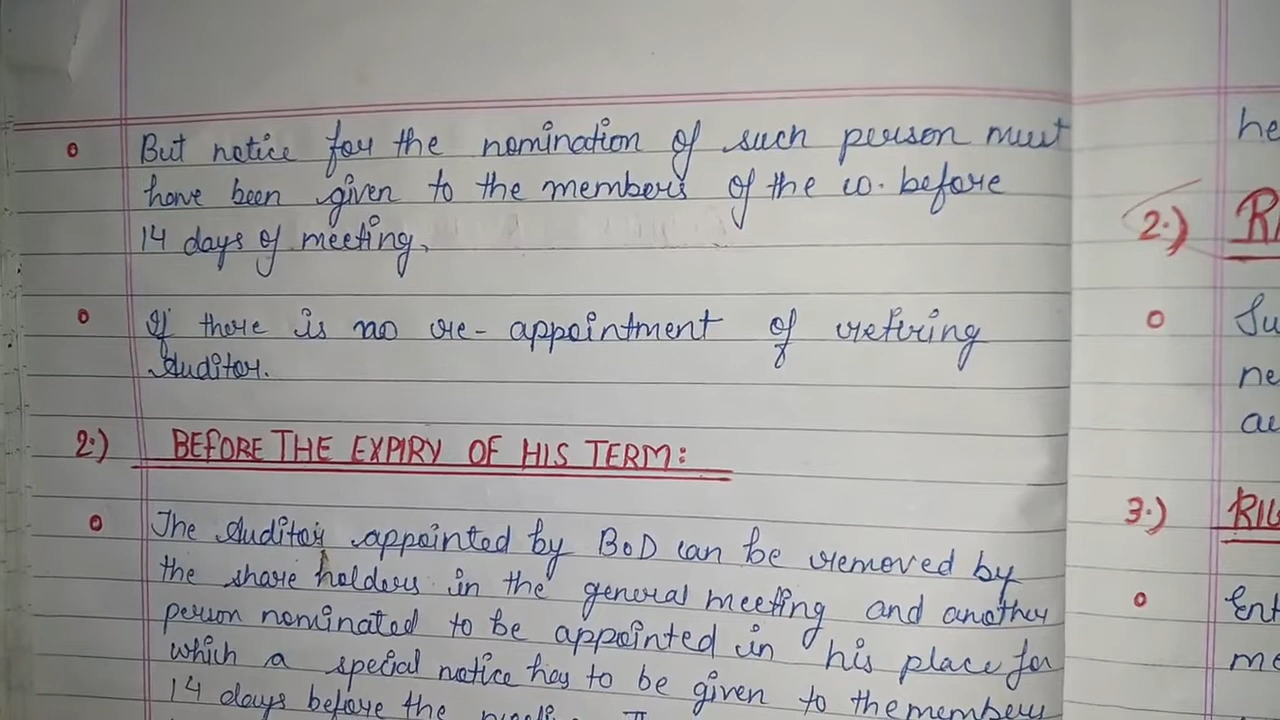 But notice for the nomination of such person must
have been given to the members of the co. before
14 days of meeting.
If there is no re-appointment of retiring
Auditor.
2.) BEFORE THE EXPIRY OF HIS TERM:
The Auditor appointed by BoD can be removed by
the share holders in the general meeting and another
person nominated to be appointed in his place for
which a special notice has to be given to the members
14 days before the
he
2.)
Su
ne
3.)
Ent
me